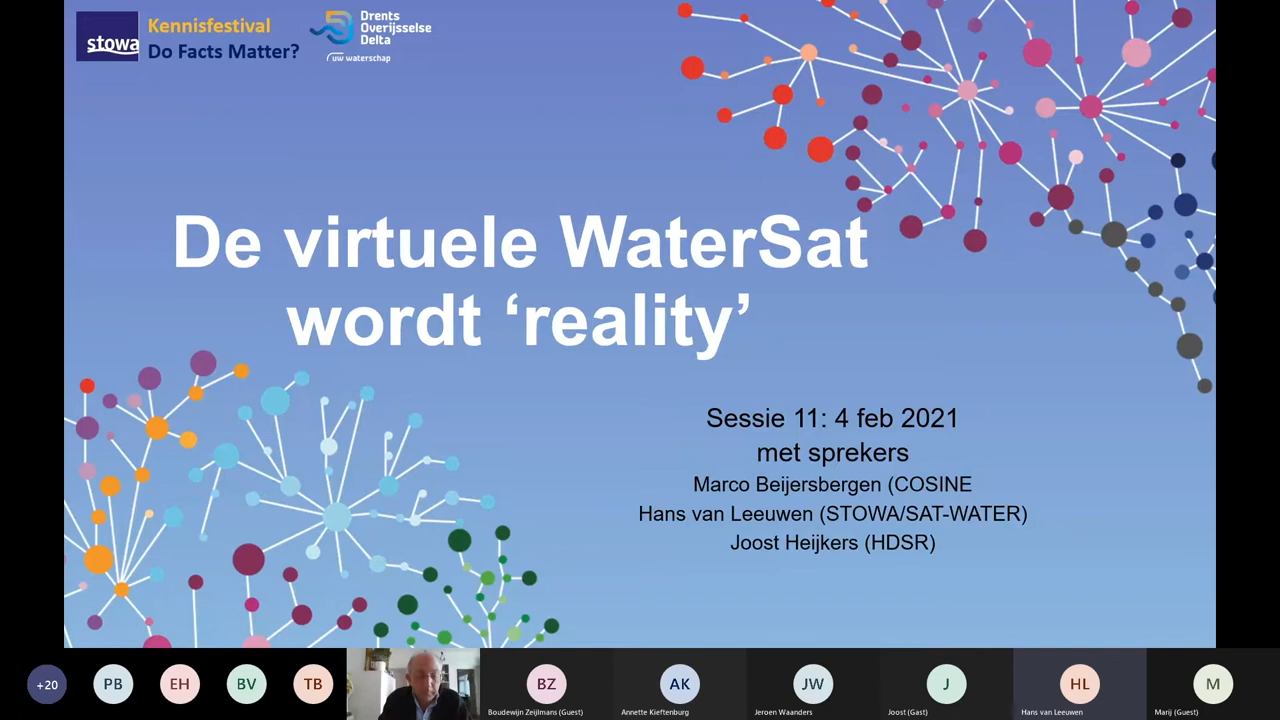 stowa
Kennisfestival
Do Facts Matter?
Drents
Overijsselse
Delta
uw waterschap
De virtuele WaterSat
wordt ‘reality’
Sessie 11: 4 feb 2021
met sprekers
Marco Beijersbergen (COSINE
Hans van Leeuwen (STOWA/SAT-WATER)
Joost Heijkers (HDSR)
+20
PB
EH
BV
TB
BZ
AK
JW
J
HL
M
Boudewijn Zeijlmans (Guest)
Annette Kieftenburg
Jeroen Waanders
Joost (Gast)
Hans van Leeuwen
Marij (Guest)